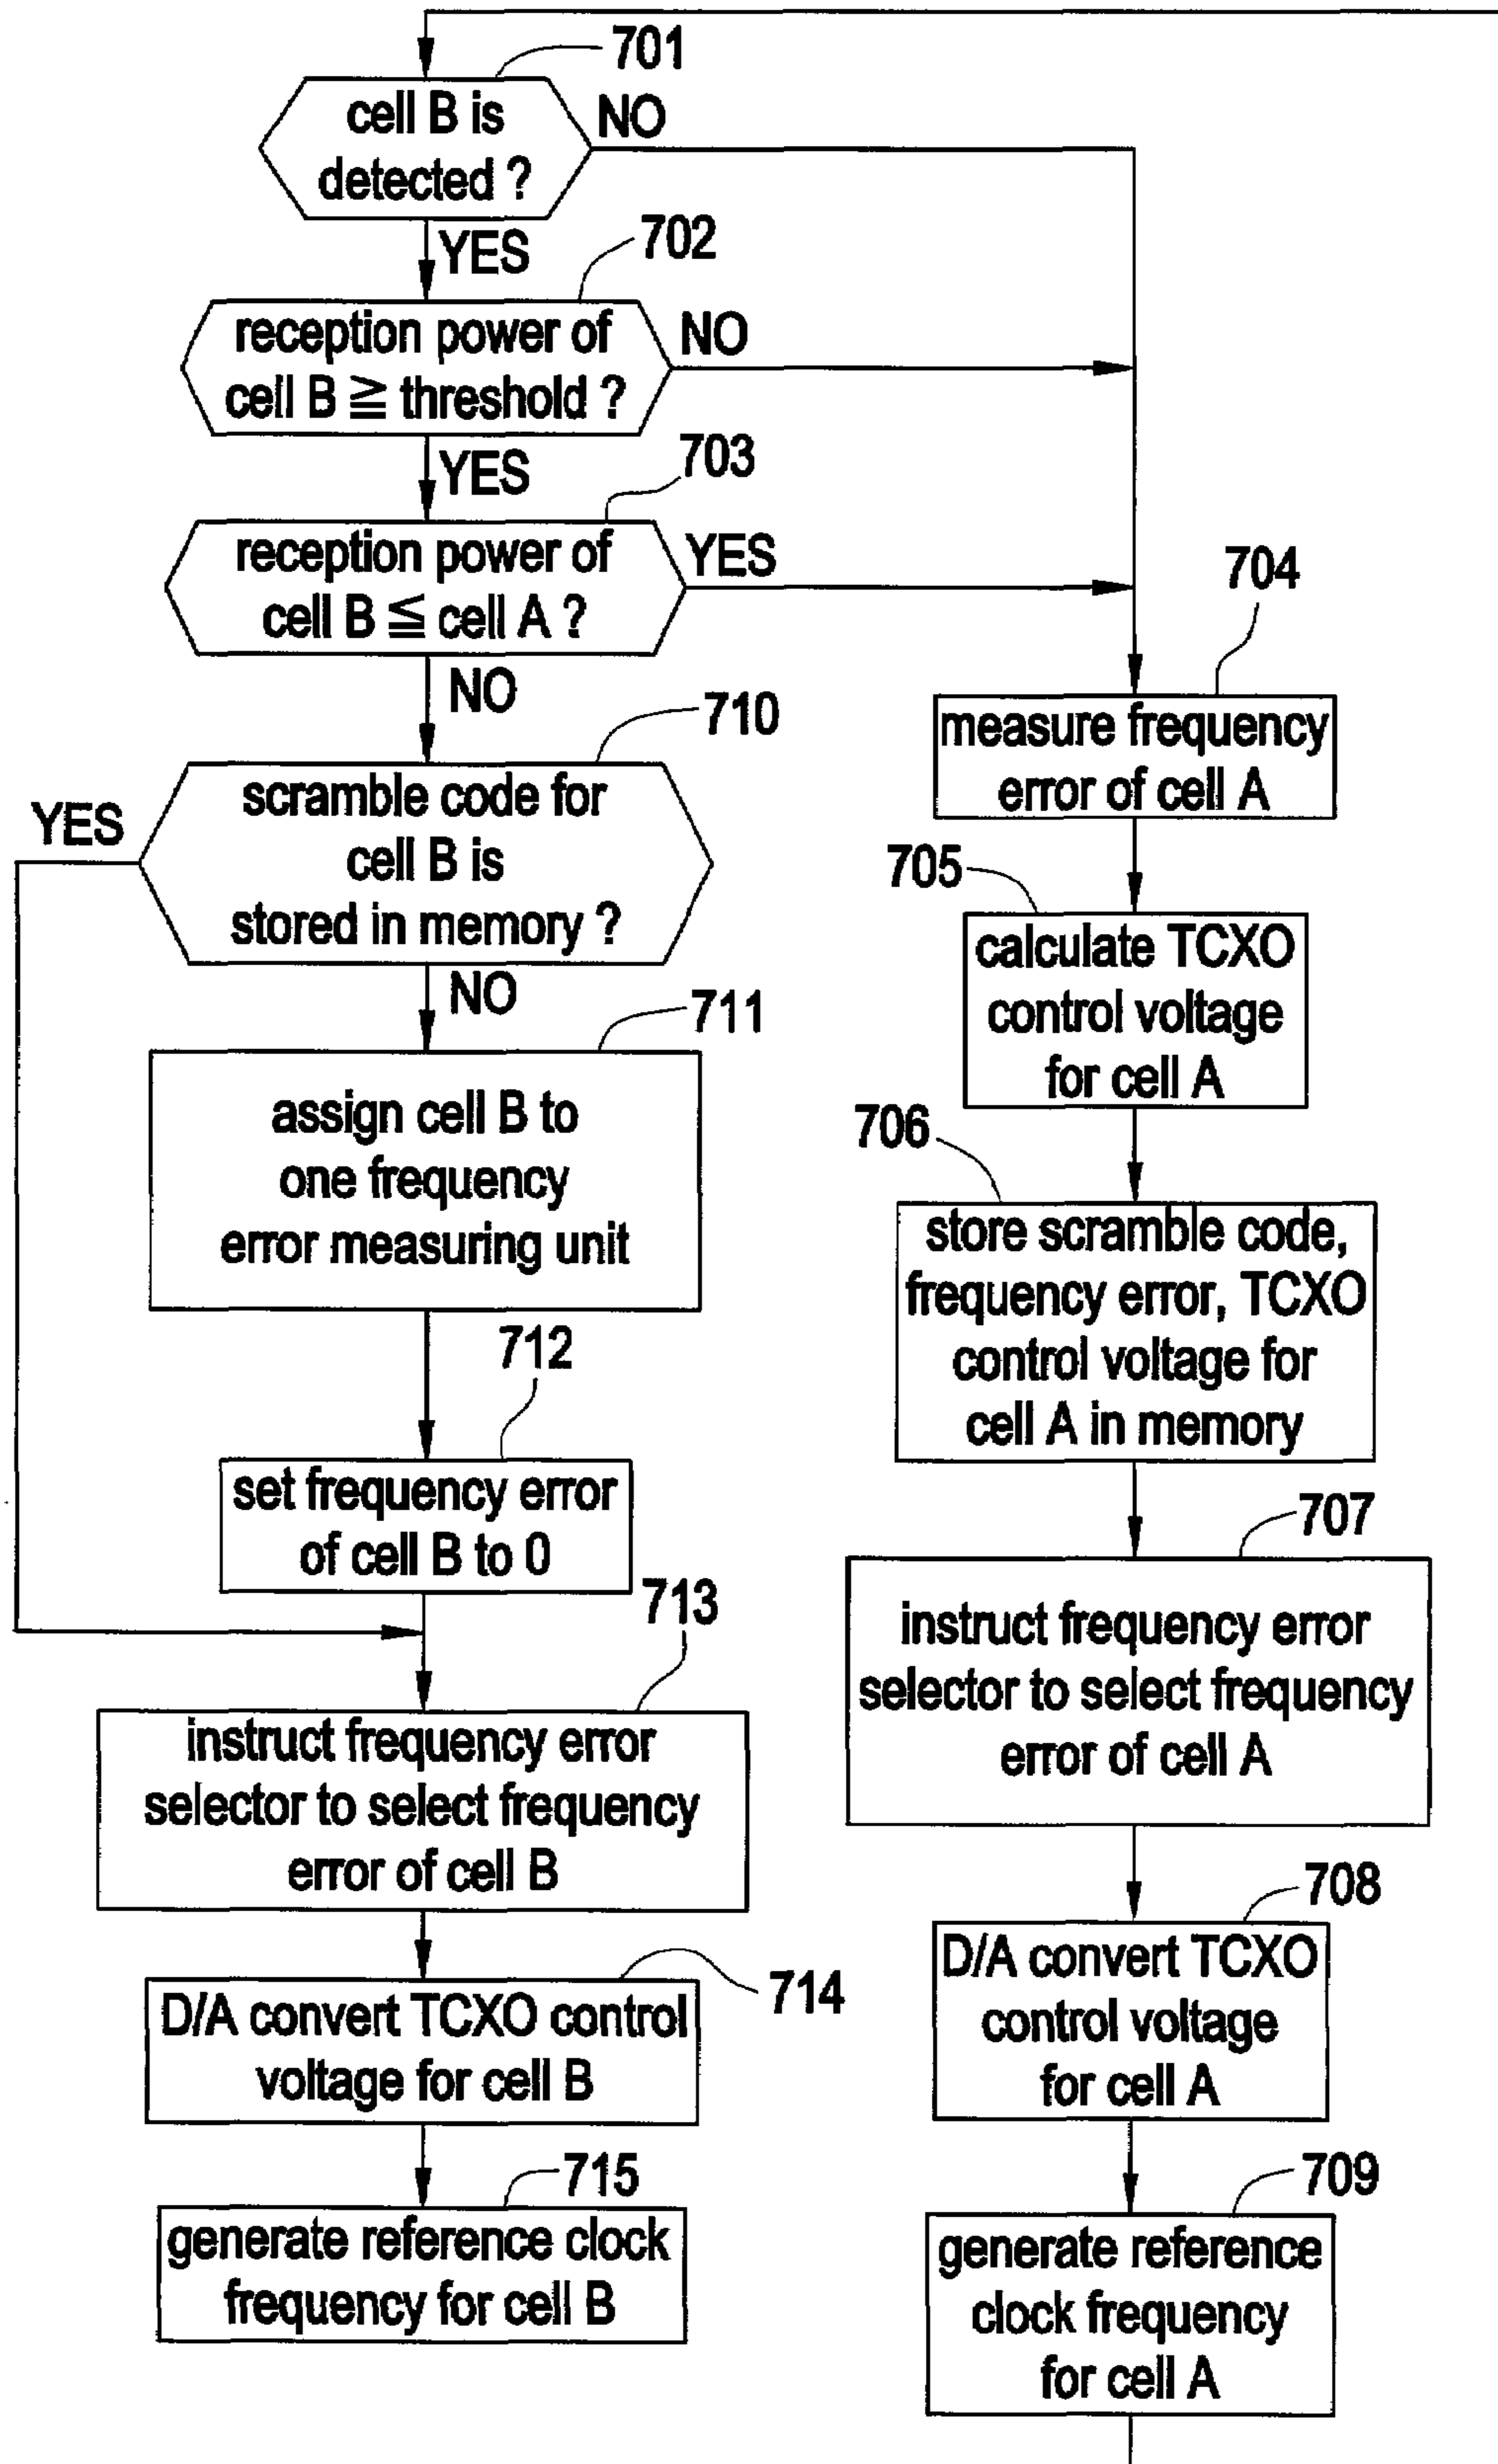 701
cell B is
detected ?
NO
YES
702
reception power of
cell B ≧ threshold ?
NO
YES
703
reception power of
cell B ≦ cell A ?
YES
NO
710
scramble code for
cell B is
stored in memory ?
YES
NO
711
assign cell B to
one frequency
error measuring unit
712
set frequency error
of cell B to 0
713
instruct frequency error
selector to select frequency
error of cell B
714
D/A convert TCXO control
voltage for cell B
715
generate reference clock
frequency for cell B
704
measure frequency
error of cell A
705
calculate TCXO
control voltage
for cell A
706
store scramble code,
frequency error, TCXO
control voltage for
cell A in memory
707
instruct frequency error
selector to select frequency
error of cell A
708
D/A convert TCXO
control voltage
for cell A
709
generate reference
clock frequency
for cell A